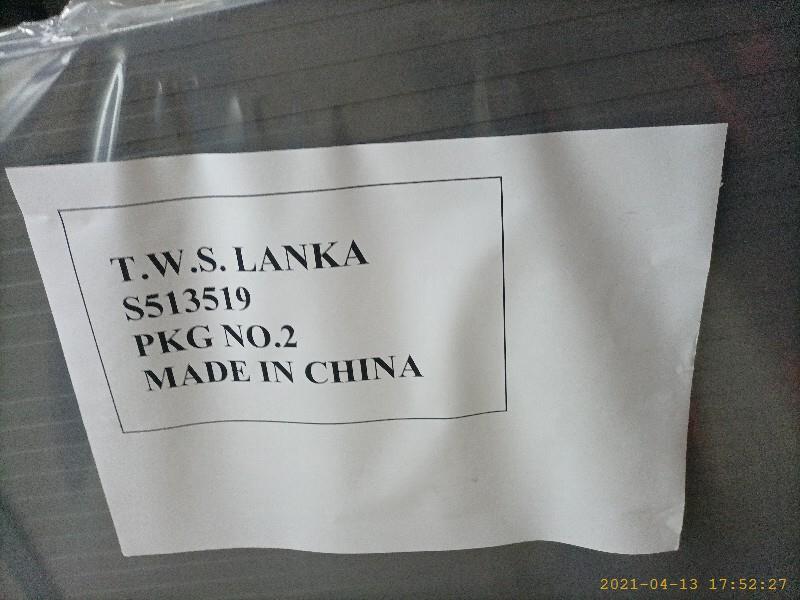 T.W.S. LANKA
S513519
PKG NO.2
MADE IN CHINA
2021-04-13 17:52:27